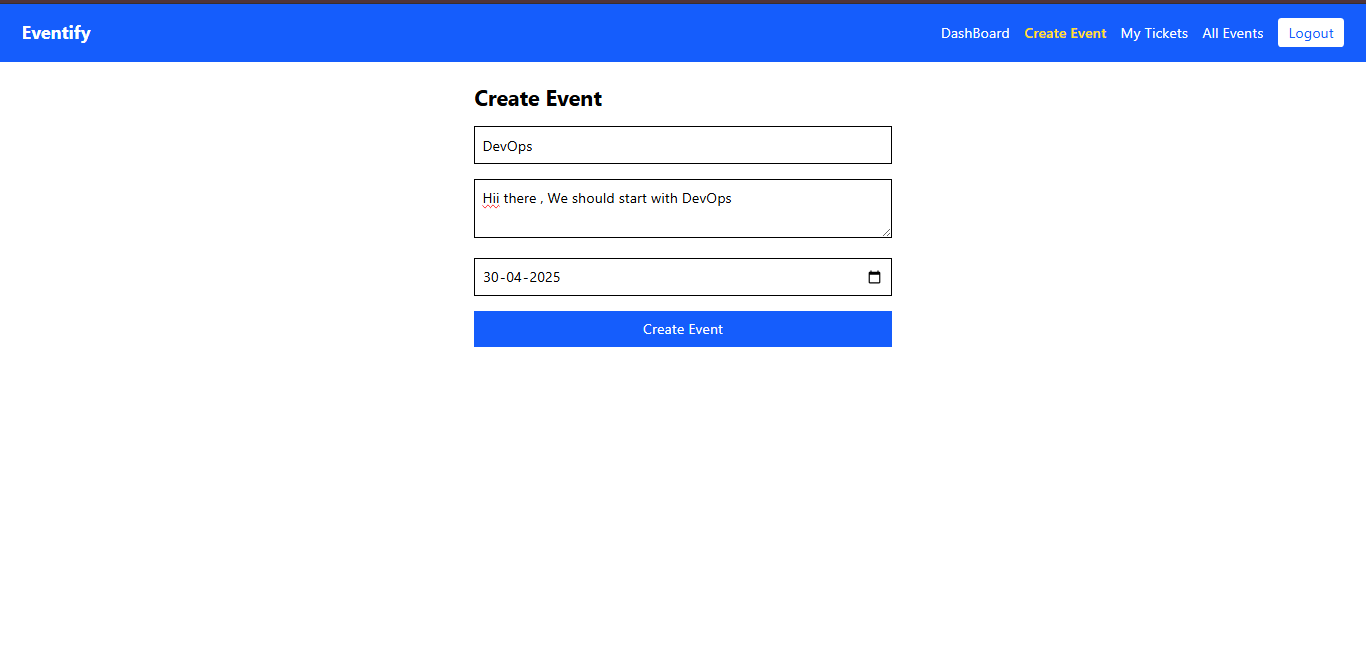 Eventify
DashBoard Create Event My Tickets All Events Logout
Create Event
DevOps
Hii there , We should start with DevOps
30-04-2025
Create Event